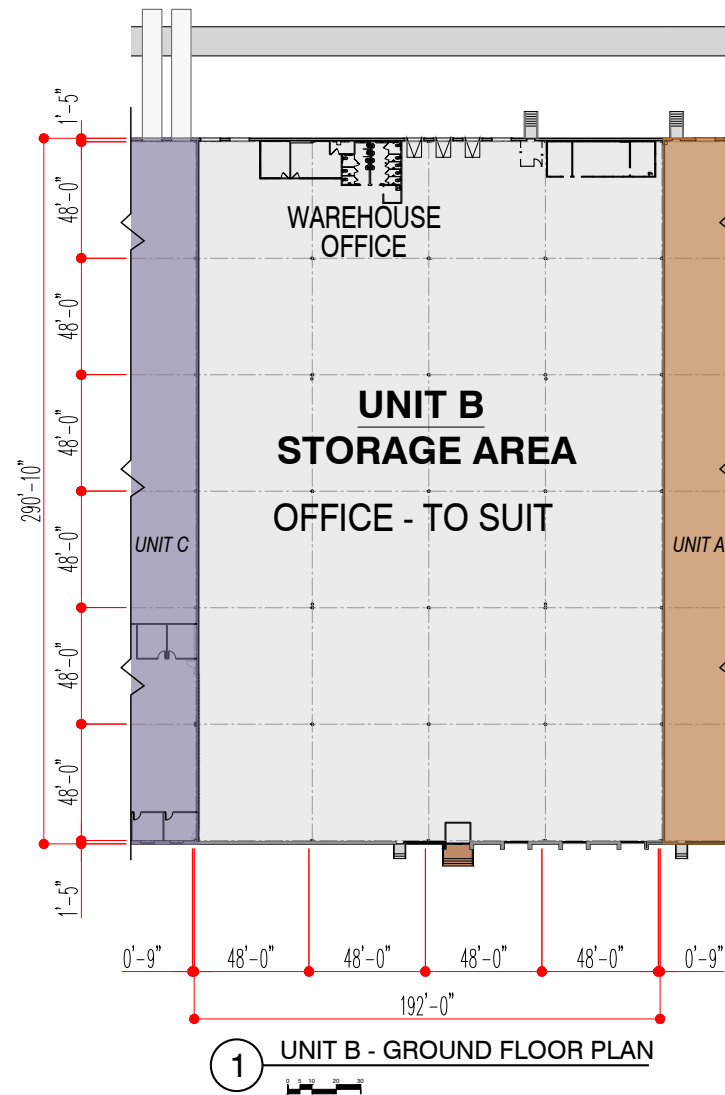 1'-5"
48'-0"
48'-0"
48'-0"
48'-0"
48'-0"
48'-0"
1'-5"
290'-10"
WAREHOUSE
OFFICE
UNIT B
STORAGE AREA
OFFICE - TO SUIT
UNIT C
UNIT A
0'-9"
48'-0"
48'-0"
48'-0"
48'-0"
0'-9"
192'-0"
1
UNIT B - GROUND FLOOR PLAN
0 5 10 20 30